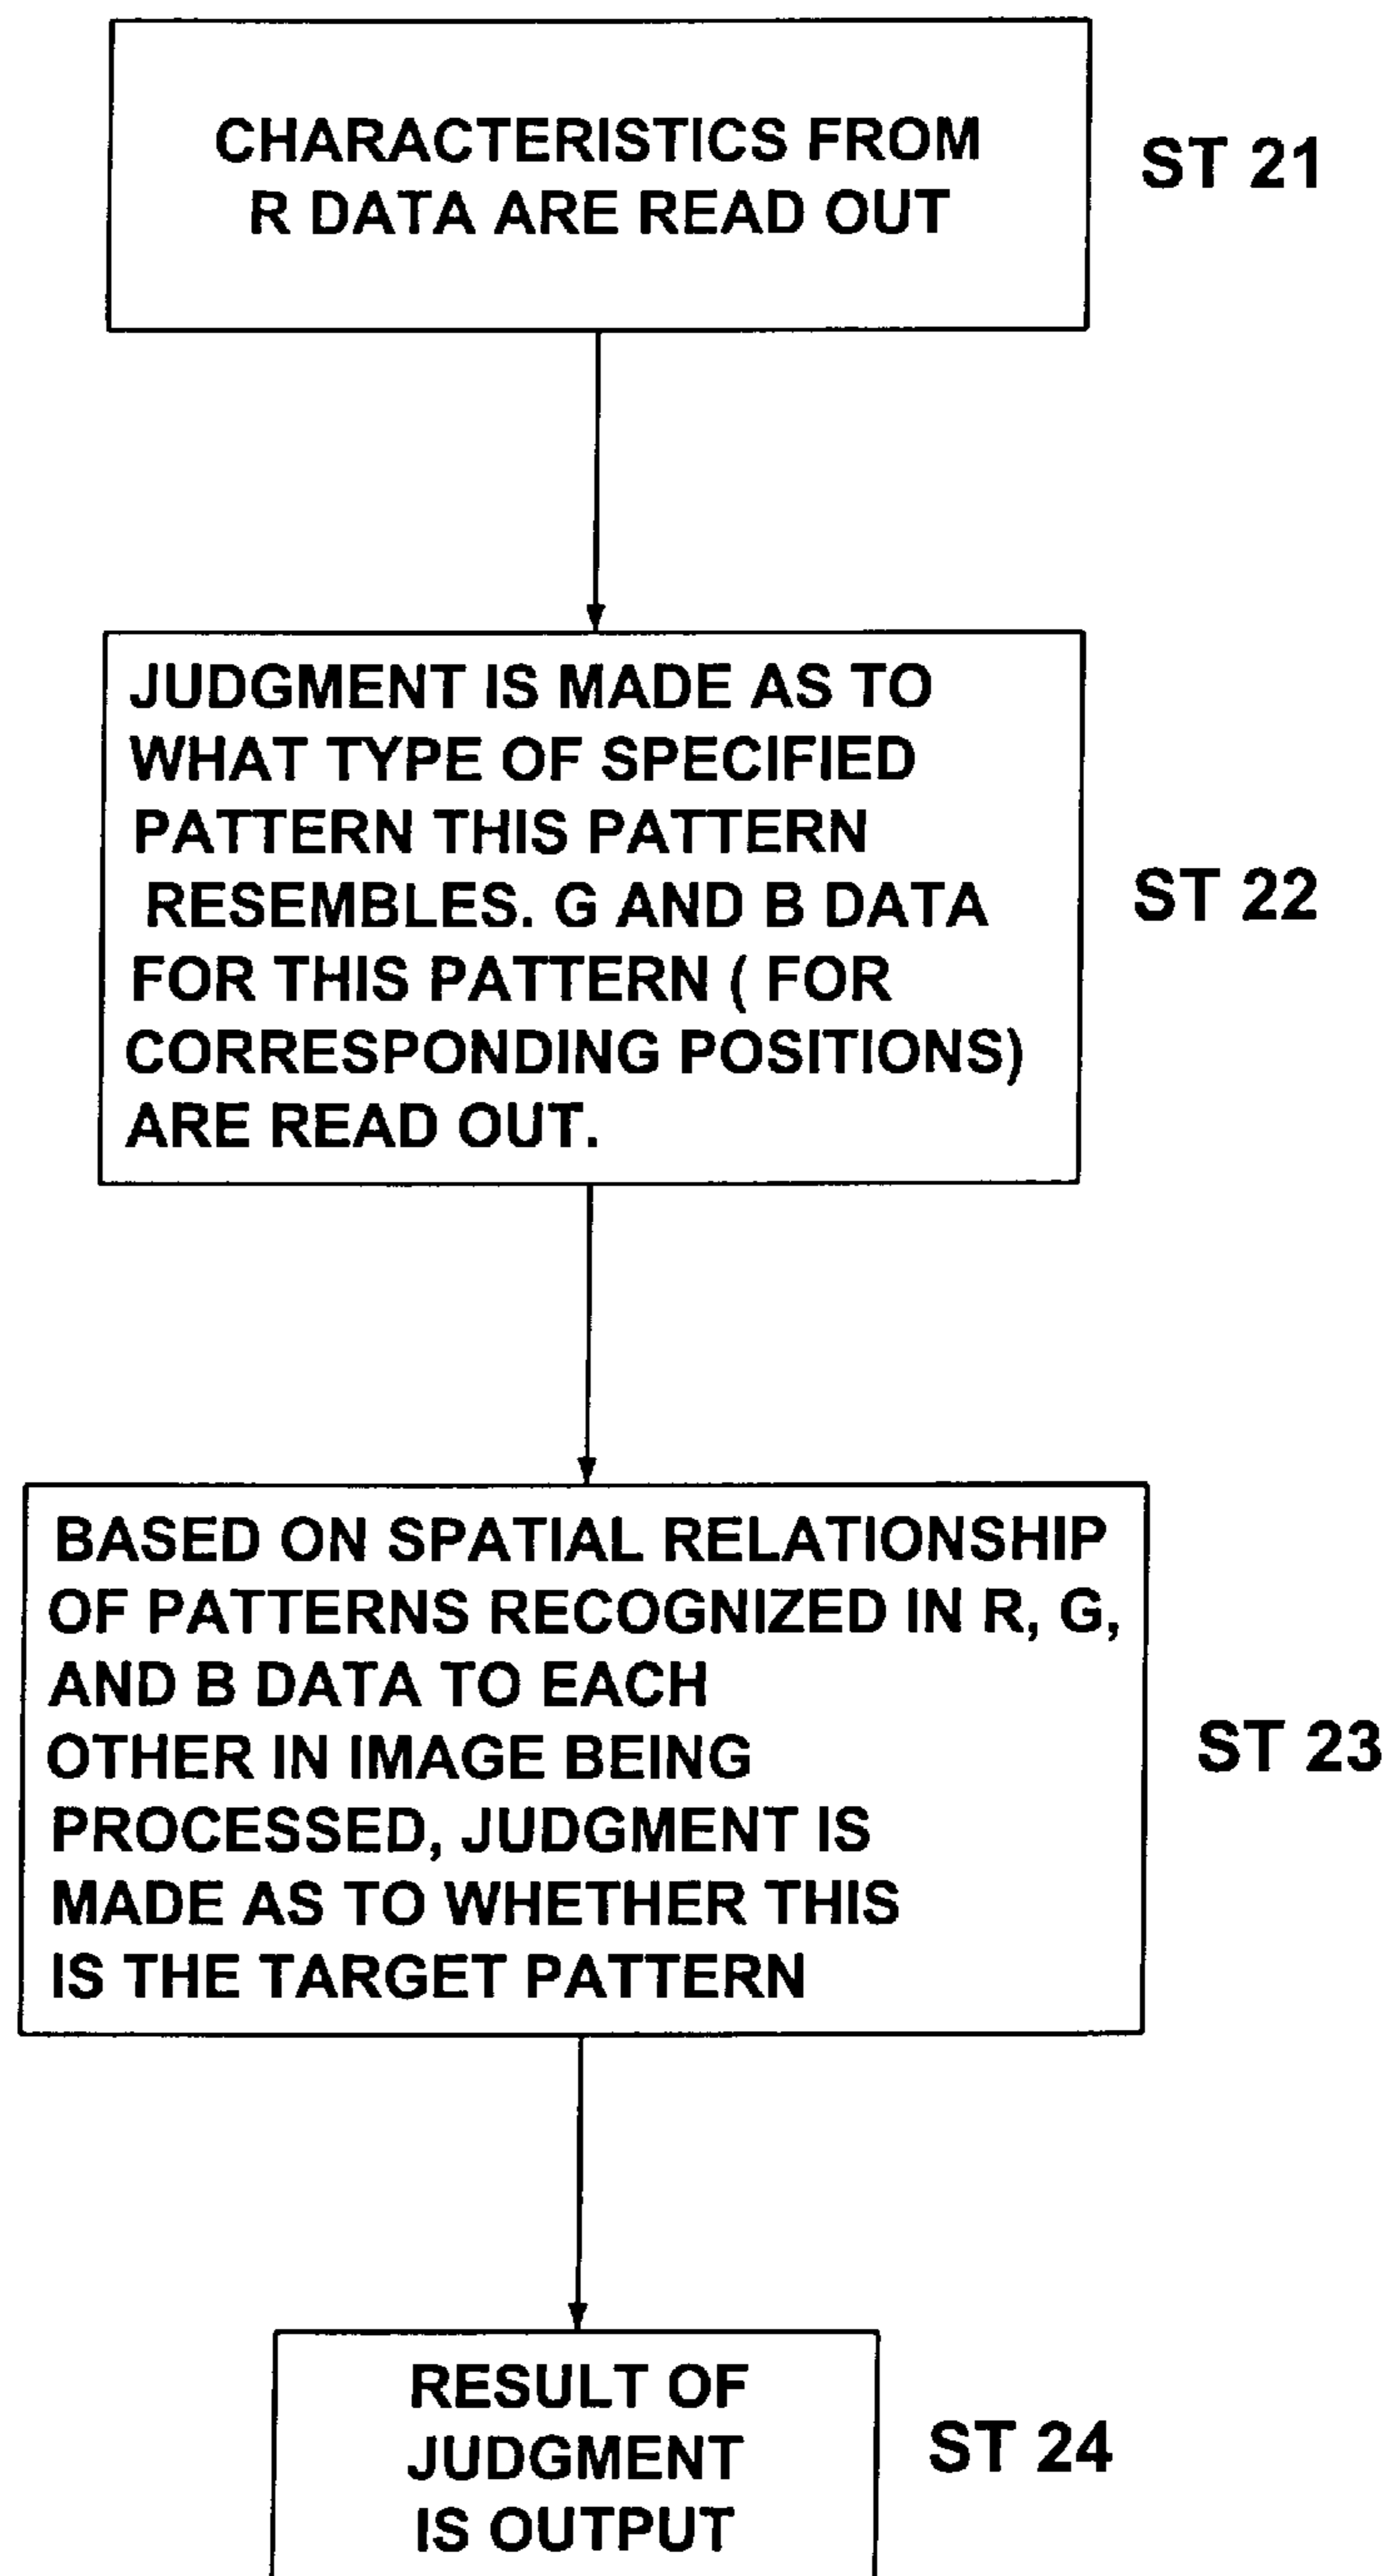 CHARACTERISTICS FROM
R DATA ARE READ OUT
ST 21
JUDGMENT IS MADE AS TO
WHAT TYPE OF SPECIFIED
PATTERN THIS PATTERN
RESEMBLES. G AND B DATA
FOR THIS PATTERN ( FOR
CORRESPONDING POSITIONS)
ARE READ OUT.
ST 22
BASED ON SPATIAL RELATIONSHIP
OF PATTERNS RECOGNIZED IN R, G,
AND B DATA TO EACH
OTHER IN IMAGE BEING
PROCESSED, JUDGMENT IS
MADE AS TO WHETHER THIS
IS THE TARGET PATTERN
ST 23
RESULT OF
JUDGMENT
IS OUTPUT
ST 24